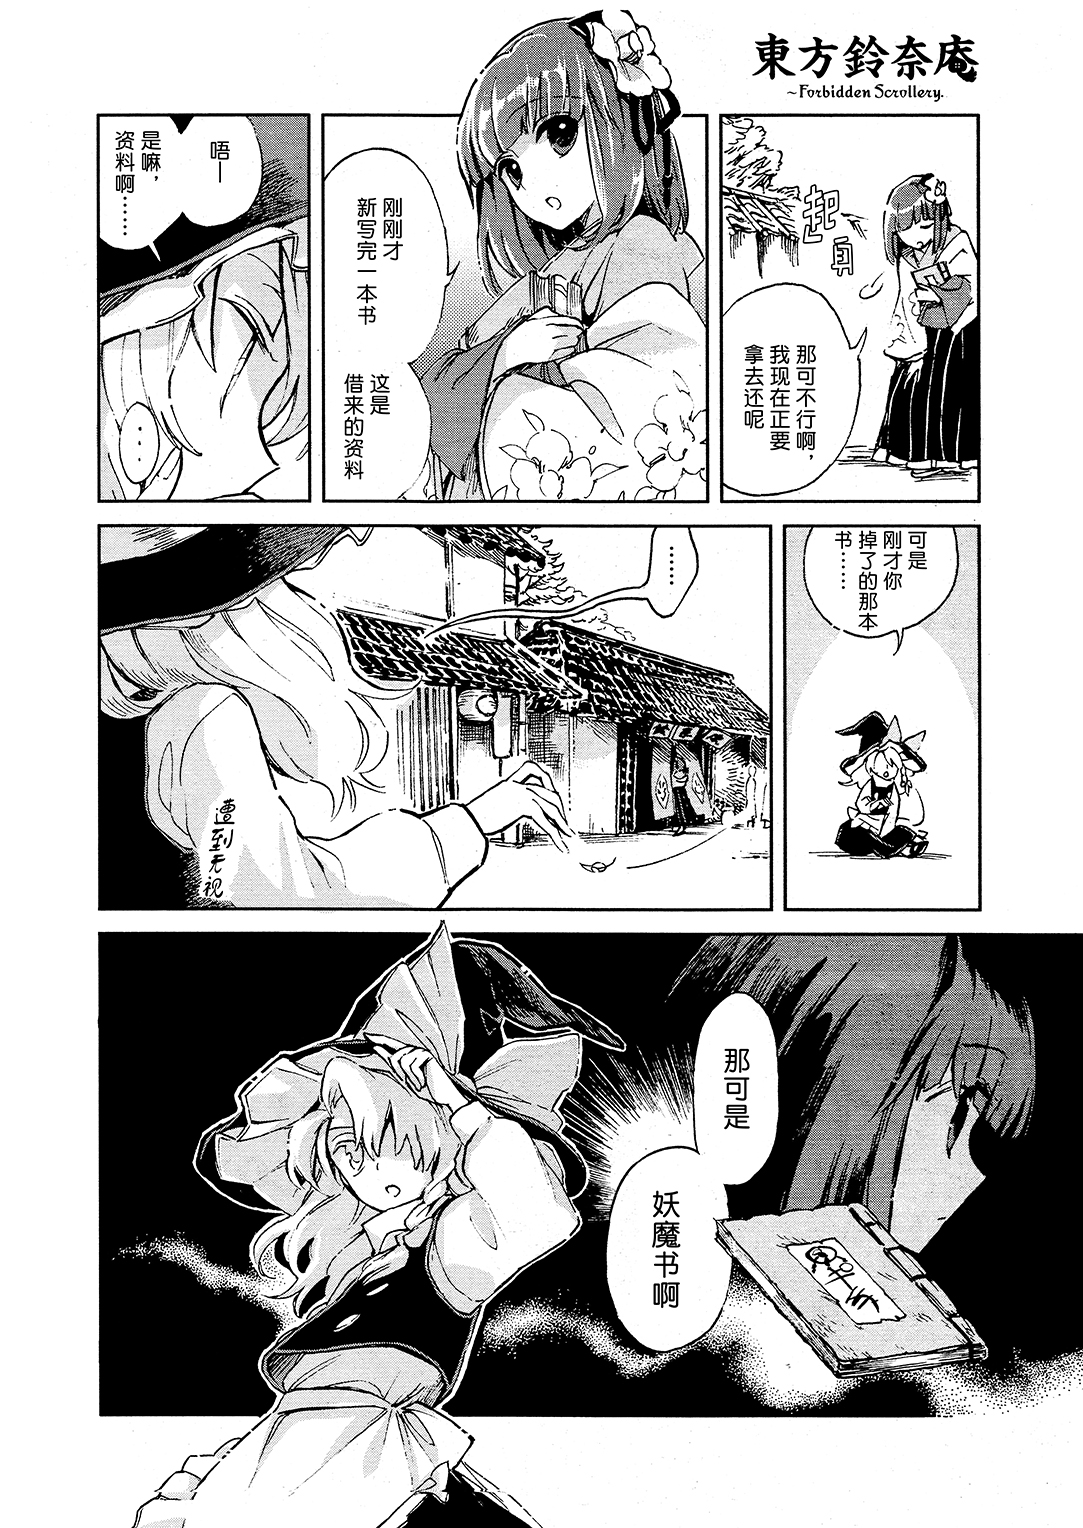 東方鈴奈庵
~Forbidden Scrollery.
起身
那可不行啊，
我现在正要
拿去还呢
刚刚才
新写完一本书
这是
借来的资料
唔—
是嘛，
资料啊……
…
可是
刚才你
掉了的那本
书……
……
遭到无视
那可是
妖魔书啊